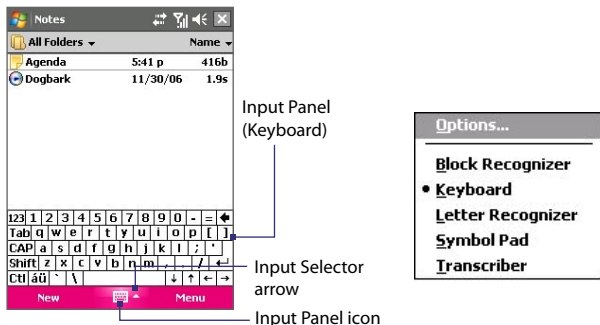 Notes
All Folders Name
Agenda 5:41 p 416b
Dogbark 11/30/06 1.9s
123 1 2 3 4 5 6 7 8 9 0 - =
Tab q w e r t y u i o p [ ]
CAP a s d f g h j k l ; '
Shift z x c v b n m , . /
Ctl áü ` \
New Menu
Input Panel
(Keyboard)
Input Selector
arrow
Input Panel icon
Options...
Block Recognizer
Keyboard
Letter Recognizer
Symbol Pad
Transcriber